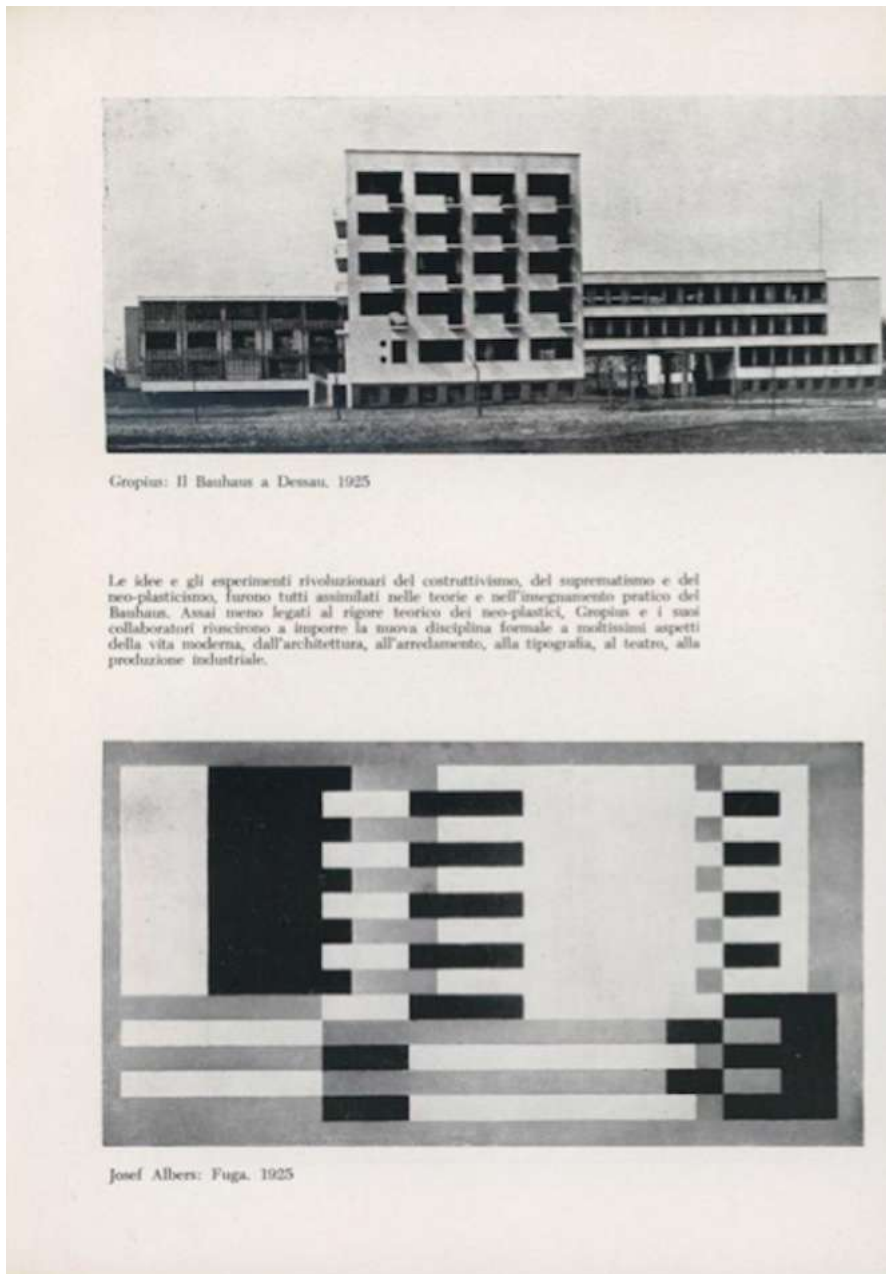 Gropius: Il Bauhaus a Dessau. 1925
Le idee e gli esperimenti rivoluzionari del costruttivismo, del suprematismo e del
neo-plasticismo, furono tutti assimilati nelle teorie e nell'insegnamento pratico del
Bauhaus. Assai meno legati al rigore teorico dei neo-plastici, Gropius e i suoi
collaboratori riuscirono a imporre la nuova disciplina formale a moltissimi aspetti
della vita moderna, dall'architettura, all'arredamento, alla tipografia, al teatro, alla
produzione industriale.
Josef Albers: Fuga. 1925